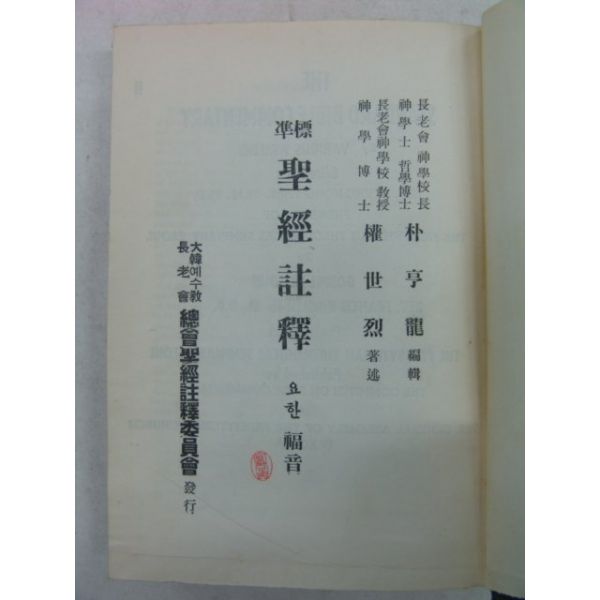 長老會 神學校長
神學士 哲學博士
朴亨龍 編輯
長老會神學校 敎授
神學博士
權世烈 著述
標準
聖經註釋 요한 福音
大韓예수敎
長老會
總會聖經註釋委員會 發行